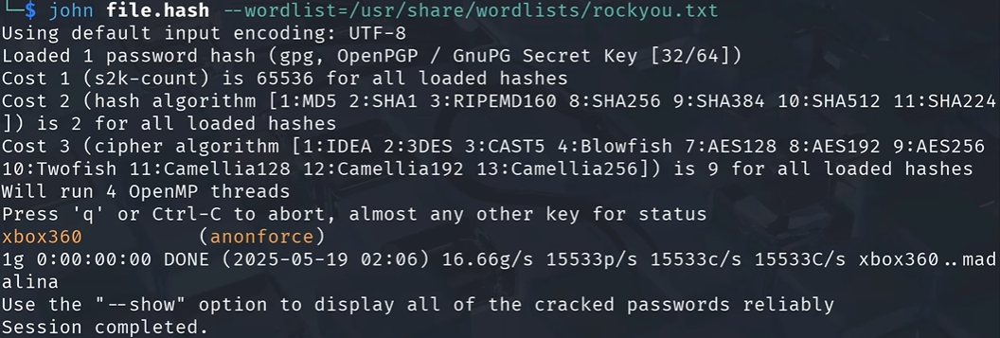 └─$ john file.hash --wordlist=/usr/share/wordlists/rockyou.txt
Using default input encoding: UTF-8
Loaded 1 password hash (gpg, OpenPGP / GnuPG Secret Key [32/64])
Cost 1 (s2k-count) is 65536 for all loaded hashes
Cost 2 (hash algorithm [1:MD5 2:SHA1 3:RIPEMD160 8:SHA256 9:SHA384 10:SHA512 11:SHA224
]) is 2 for all loaded hashes
Cost 3 (cipher algorithm [1:IDEA 2:3DES 3:CAST5 4:Blowfish 7:AES128 8:AES192 9:AES256
10:Twofish 11:Camellia128 12:Camellia192 13:Camellia256]) is 9 for all loaded hashes
Will run 4 OpenMP threads
Press 'q' or Ctrl-C to abort, almost any other key for status
xbox360          (anonforce)
1g 0:00:00:00 DONE (2025-05-19 02:06) 16.66g/s 15533p/s 15533c/s 15533C/s xbox360..mad
alina
Use the "--show" option to display all of the cracked passwords reliably
Session completed.